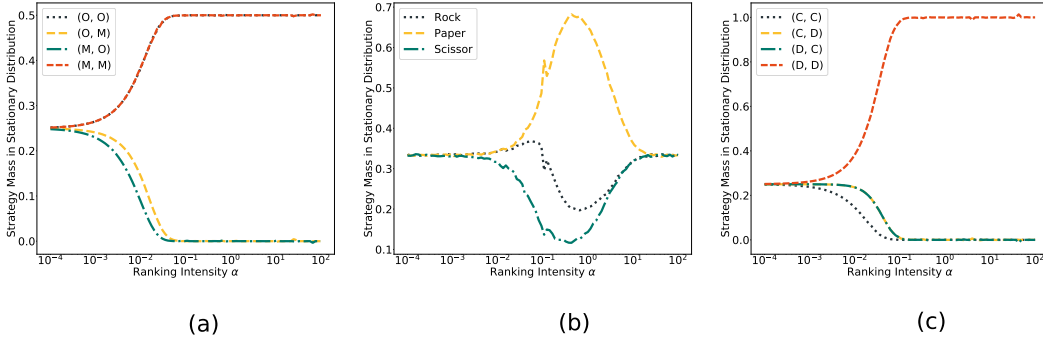 Strategy Mass in Stationary Distribution
0.5
0.4
0.3
0.2
0.1
0.0
(O, O)
(O, M)
(M, O)
(M, M)
10⁻⁴
10⁻³
10⁻²
10⁻¹
10⁰
10¹
10²
Ranking Intensity α
(a)
Strategy Mass in Stationary Distribution
0.7
0.6
0.5
0.4
0.3
0.2
0.1
Rock
Paper
Scissor
10⁻⁴
10⁻³
10⁻²
10⁻¹
10⁰
10¹
10²
Ranking Intensity α
(b)
Strategy Mass in Stationary Distribution
1.0
0.8
0.6
0.4
0.2
0.0
(C, C)
(C, D)
(D, C)
(D, D)
10⁻⁴
10⁻³
10⁻²
10⁻¹
10⁰
10¹
10²
Ranking Intensity α
(c)